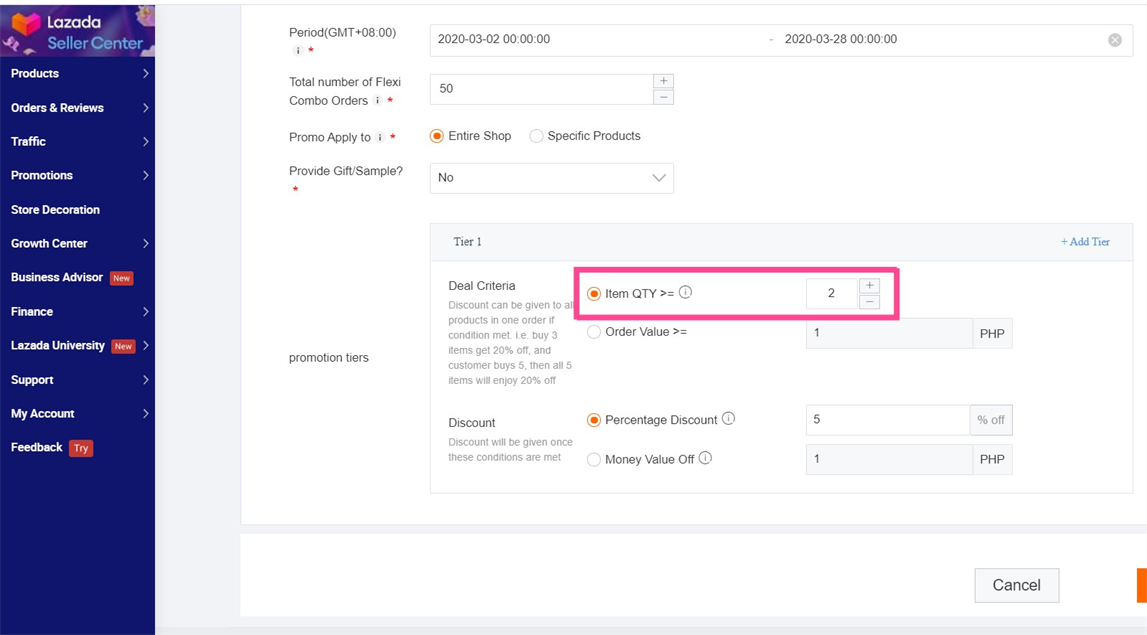 Lazada
Seller Center
Products
Orders & Reviews
Traffic
Promotions
Store Decoration
Growth Center
Business Advisor New
Finance
Lazada University New
Support
My Account
Feedback Try
Period(GMT+08:00)
i *
2020-03-02 00:00:00 - 2020-03-28 00:00:00
Total number of Flexi
Combo Orders i *
50
Promo Apply to i *
Entire Shop Specific Products
Provide Gift/Sample?
*
No
promotion tiers
Tier 1 + Add Tier
Deal Criteria
Discount can be given to all
products in one order if
condition met. i.e. buy 3
items get 20% off, and
customer buys 5, then all 5
items will enjoy 20% off
Item QTY >= i 2
Order Value >= 1 PHP
Discount
Discount will be given once
these conditions are met
Percentage Discount i 5 % off
Money Value Off i 1 PHP
Cancel